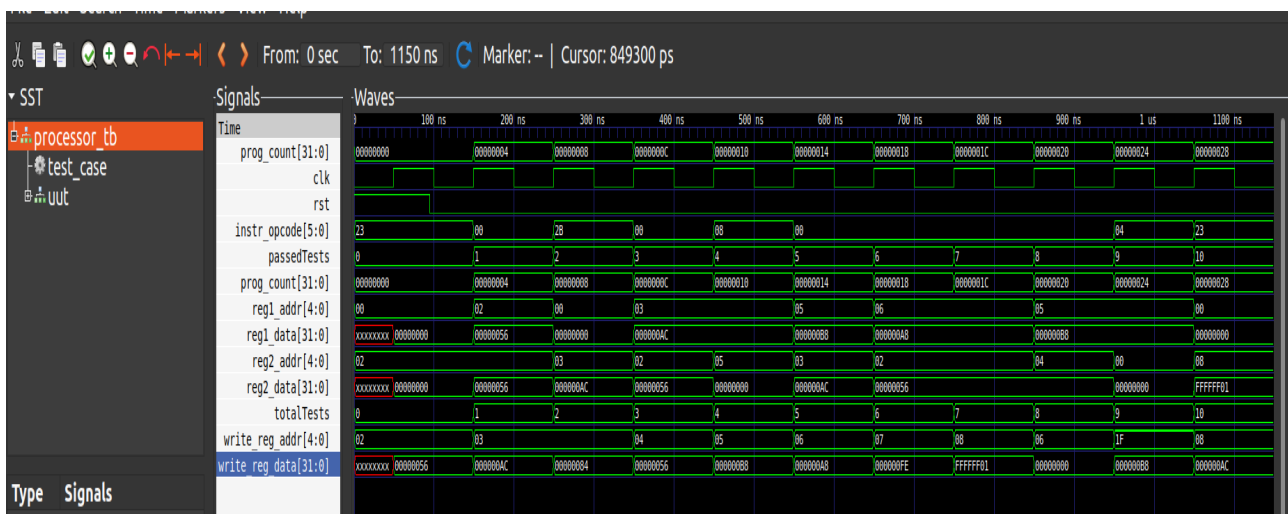 From: 0 sec To: 1150 ns Marker: -- | Cursor: 849300 ps
SST
processor_tb
test_case
uut
Type Signals
Signals
Time
prog_count[31:0]
clk
rst
instr_opcode[5:0]
passedTests
prog_count[31:0]
reg1_addr[4:0]
reg1_data[31:0]
reg2_addr[4:0]
reg2_data[31:0]
totalTests
write_reg_addr[4:0]
write_reg_data[31:0]
Waves
100 ns 200 ns 300 ns 400 ns 500 ns 600 ns 700 ns 800 ns 900 ns 1 us 1100 ns
00000000 00000004 00000008 0000000C 00000010 00000014 00000018 0000001C 00000020 00000024 00000028
23 00 2B 00 08 00 04 23
0 1 2 3 4 5 6 7 8 9 10
00000000 00000004 00000008 0000000C 00000010 00000014 00000018 0000001C 00000020 00000024 00000028
00 02 00 03 05 06 05 00
xxxxxxxx 00000000 00000056 00000000 000000AC 000000B8 000000A8 000000B8 00000000
02 03 02 05 03 02 04 00 08
xxxxxxxx 00000000 00000056 000000AC 00000056 00000000 000000AC 00000056 00000000 FFFFFF01
0 1 2 3 4 5 6 7 8 9 10
02 03 04 05 06 07 08 06 1F 08
xxxxxxxx 00000056 000000AC 00000084 00000056 000000B8 000000A8 000000FE FFFFFF01 00000000 000000B8 000000AC